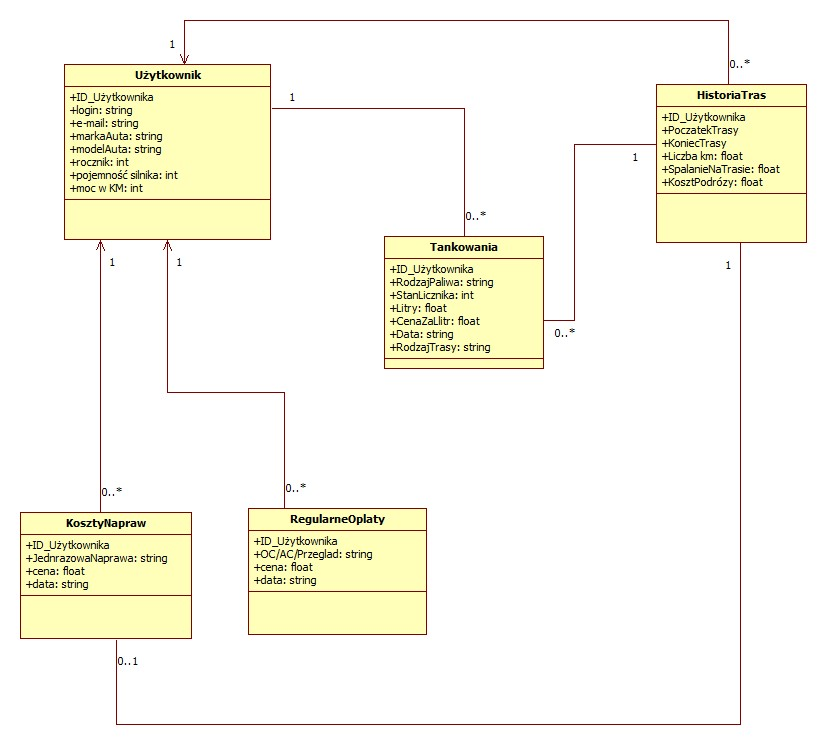 1
0..*
Użytkownik
+ID_Użytkownika
+login: string
+e-mail: string
+markaAuta: string
+modelAuta: string
+rocznik: int
+pojemność silnika: int
+moc w KM: int
1
HistoriaTras
+ID_Użytkownika
+PoczatekTrasy
+KoniecTrasy
+Liczba km: float
+SpalanieNaTrasie: float
+KosztPodrózy: float
1
0..*
Tankowania
+ID_Użytkownika
+RodzajPaliwa: string
+StanLicznika: int
+Litry: float
+CenaZaLlitr: float
+Data: string
+RodzajTrasy: string
0..*
1
1
1
0..*
0..*
KosztyNapraw
+ID_Użytkownika
+JednrazowaNaprawa: string
+cena: float
+data: string
RegularneOplaty
+ID_Użytkownika
+OC/AC/Przeglad: string
+cena: float
+data: string
0..1